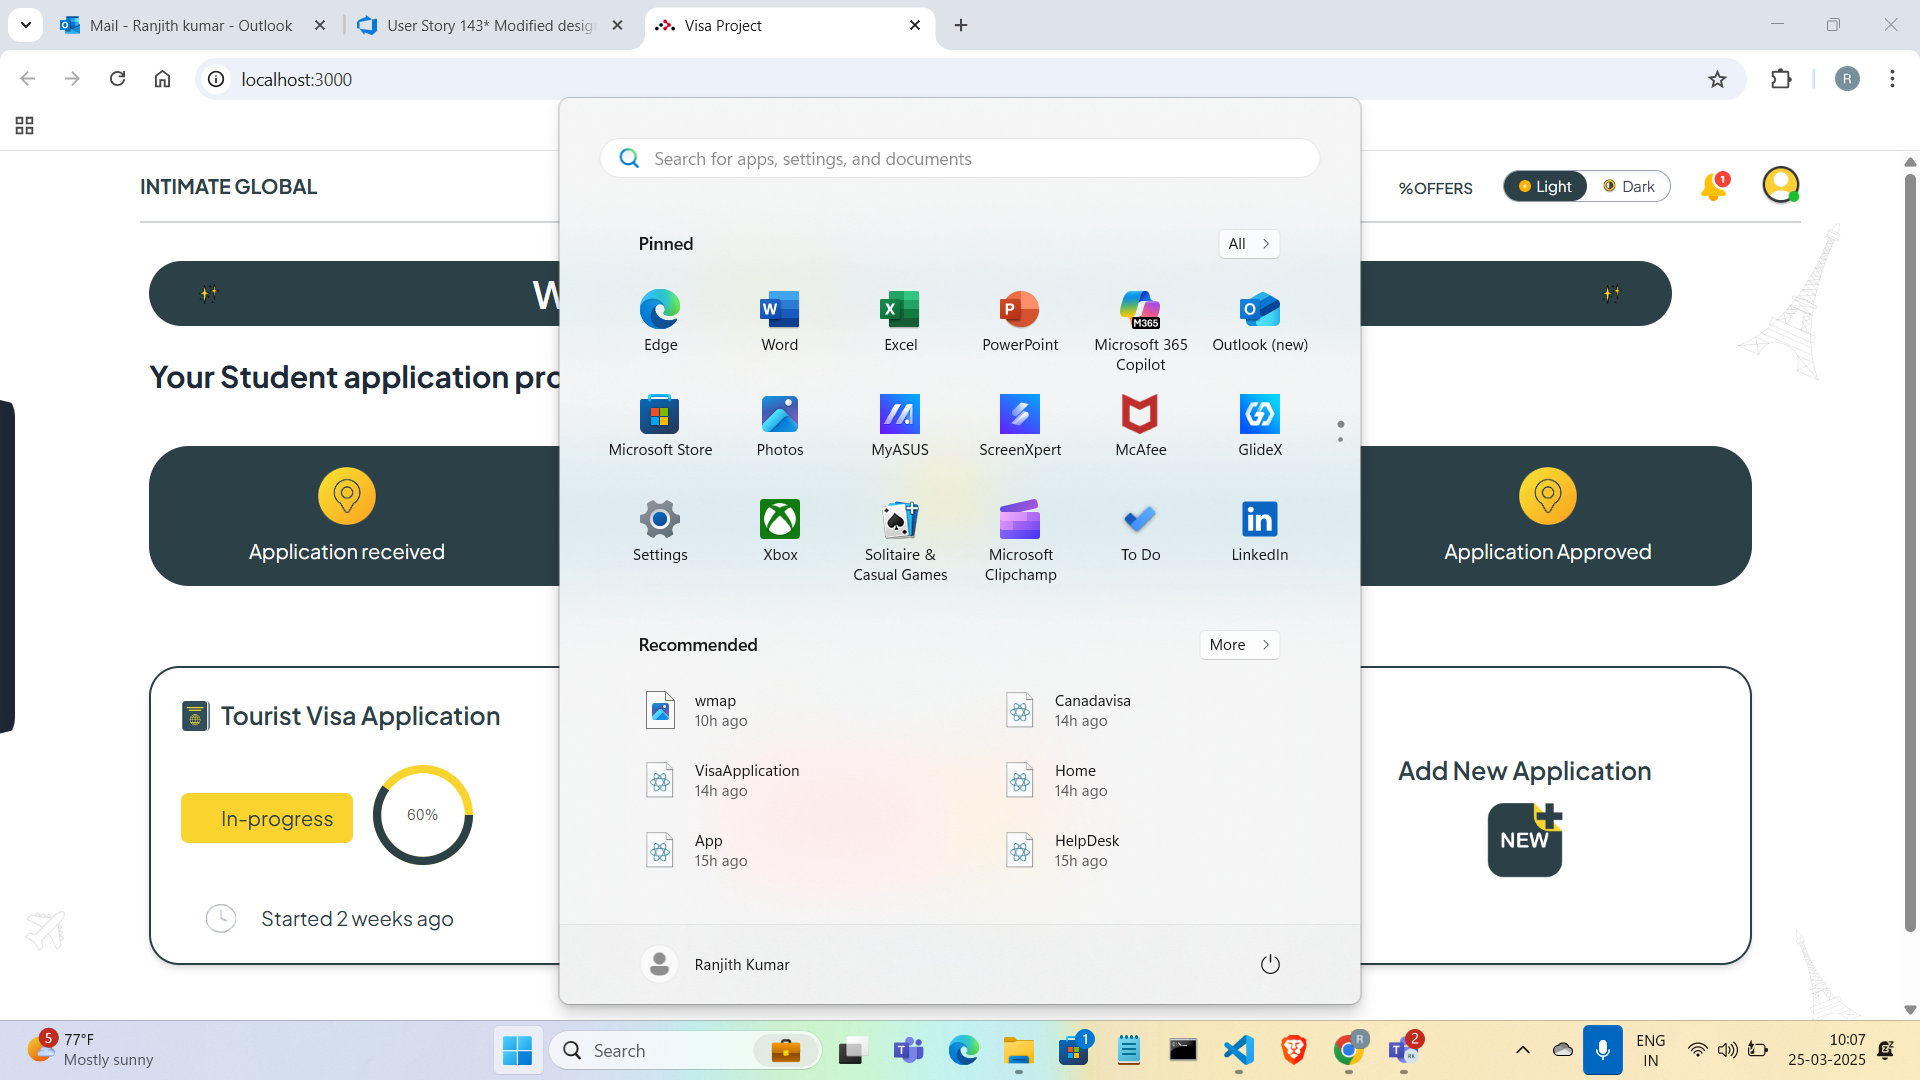 Mail - Ranjith kumar - Outlook
User Story 143* Modified desig
Visa Project
localhost:3000
R
Search for apps, settings, and documents
INTIMATE GLOBAL
%OFFERS
Light
Dark
1
Pinned
All
W
Edge
Word
Excel
PowerPoint
M365
Microsoft 365
Copilot
Outlook (new)
Your Student application pro
Microsoft Store
Photos
MyASUS
ScreenXpert
McAfee
GlideX
Application received
Application Approved
Settings
Xbox
Solitaire &
Casual Games
Microsoft
Clipchamp
To Do
LinkedIn
Recommended
More
wmap
10h ago
Canadavisa
14h ago
VisaApplication
14h ago
Home
14h ago
App
15h ago
HelpDesk
15h ago
Tourist Visa Application
In-progress
60%
Started 2 weeks ago
Add New Application
NEW
Ranjith Kumar
5
77°F
Mostly sunny
Search
1
R
2
RK
ENG
IN
10:07
25-03-2025